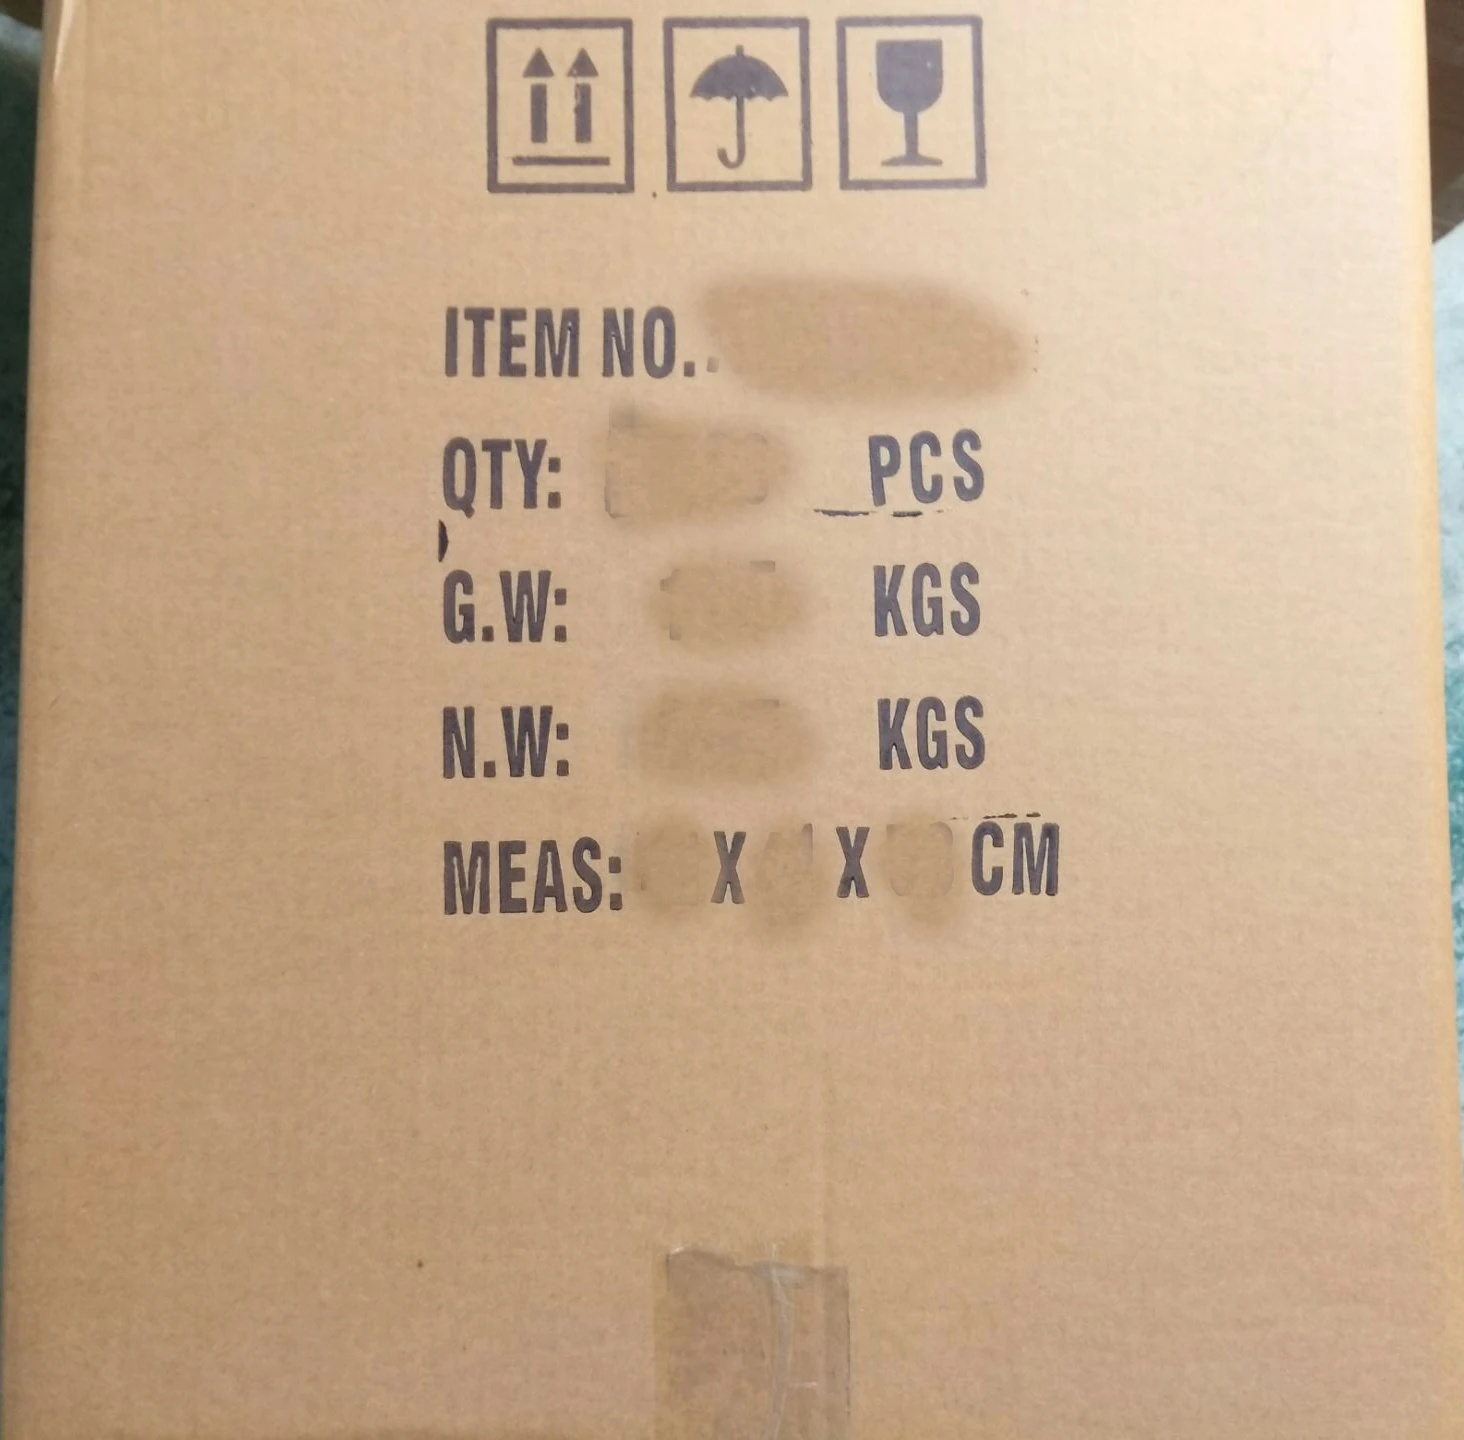 ITEM NO.
QTY: PCS
G.W: KGS
N.W: KGS
MEAS: X X CM